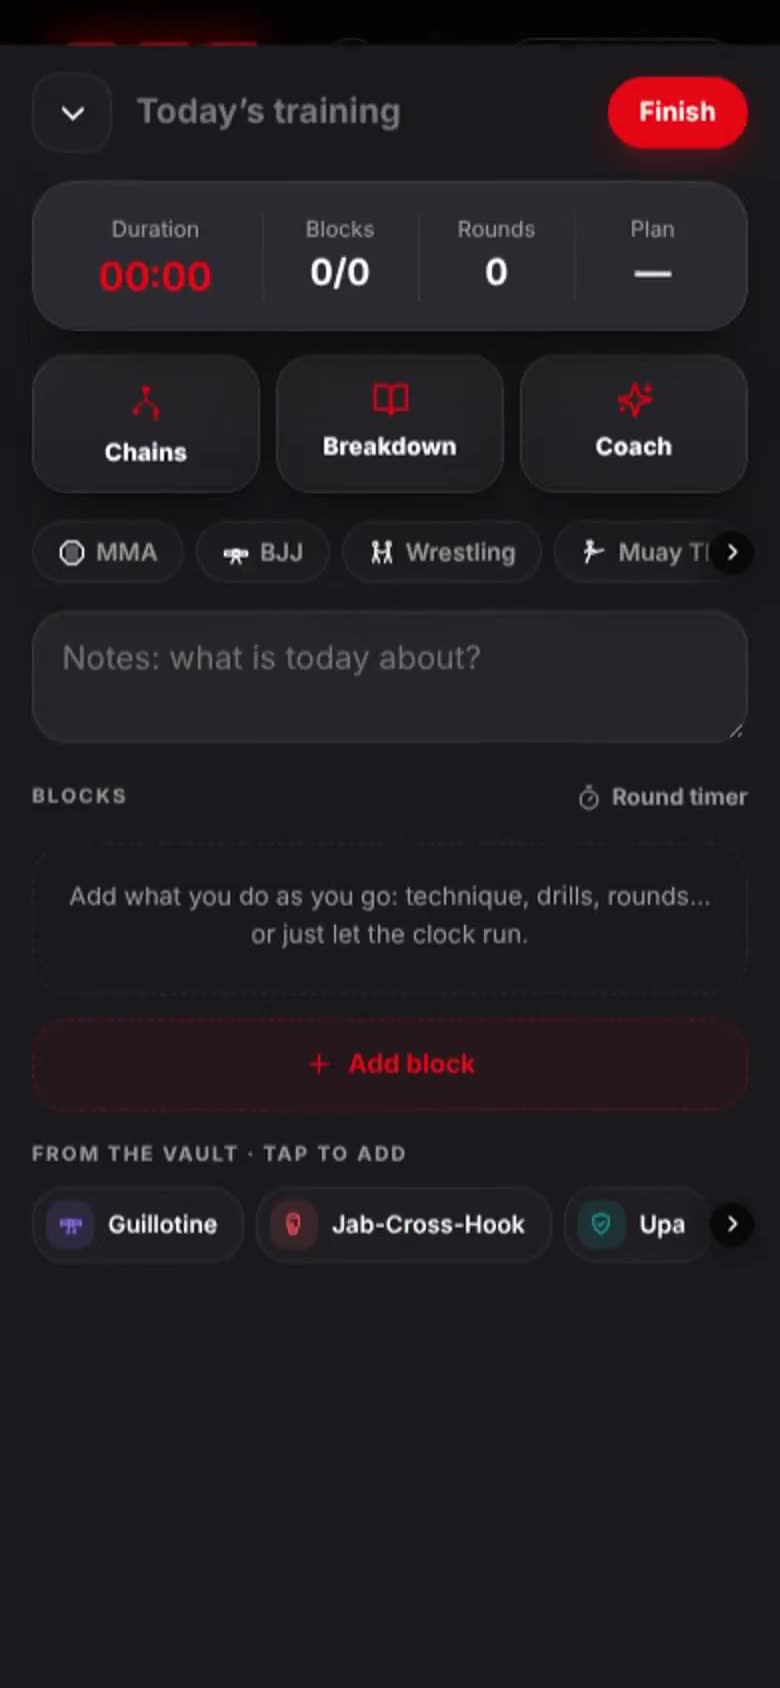 Today’s training
Finish
Duration
00:00
Blocks
0/0
Rounds
0
Plan
—
Chains
Breakdown
Coach
MMA
BJJ
Wrestling
Muay
Notes: what is today about?
BLOCKS
Round timer
Add what you do as you go: technique, drills, rounds...
or just let the clock run.
+ Add block
FROM THE VAULT · TAP TO ADD
Guillotine
Jab-Cross-Hook
Upa